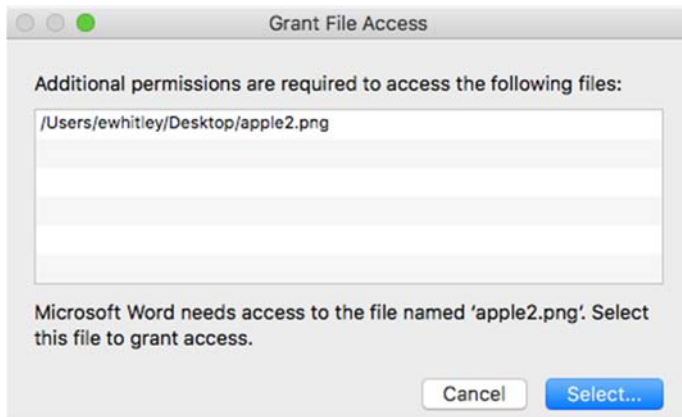 Grant File Access
Additional permissions are required to access the following files:
/Users/ewhitley/Desktop/apple2.png
Microsoft Word needs access to the file named ‘apple2.png’. Select
this file to grant access.
Cancel
Select...